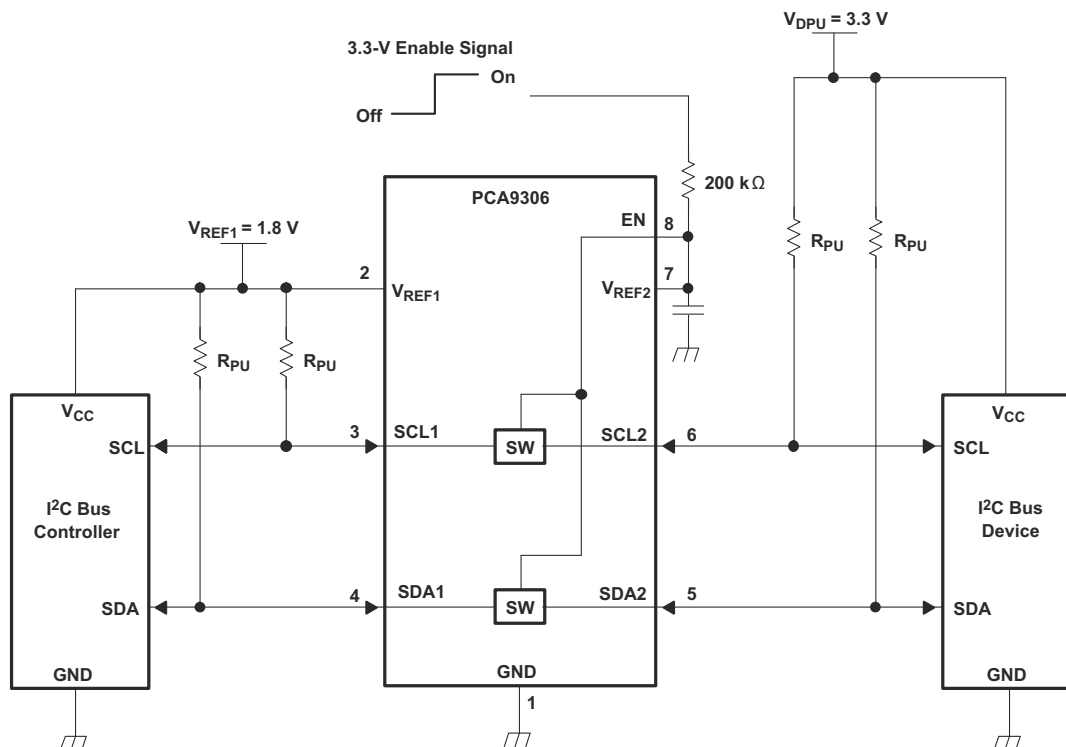 V_DPU = 3.3 V
3.3-V Enable Signal
On
Off
200 kΩ
PCA9306
EN
8
V_REF1 = 1.8 V
R_PU
R_PU
2
7
V_REF1
V_REF2
R_PU
R_PU
V_CC
V_CC
SCL
3
SCL1
SW
SCL2
6
SCL
I²C Bus
Controller
I²C Bus
Device
SDA
4
SDA1
SW
SDA2
5
SDA
GND
GND
GND
1